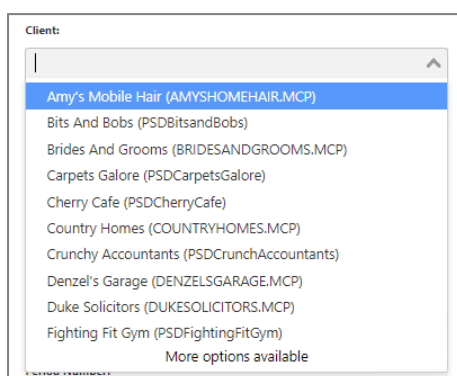 Client:
Amy's Mobile Hair (AMYSHOMEHAIR.MCP)
Bits And Bobs (PSDBitsandBobs)
Brides And Grooms (BRIDESANDGROOMS.MCP)
Carpets Galore (PSDCarpetsGalore)
Cherry Cafe (PSDCherryCafe)
Country Homes (COUNTRYHOMES.MCP)
Crunchy Accountants (PSDCrunchAccountants)
Denzel's Garage (DENZELSGARAGE.MCP)
Duke Solicitors (DUKESOLICITORS.MCP)
Fighting Fit Gym (PSDFightingFitGym)
More options available
Period Number: